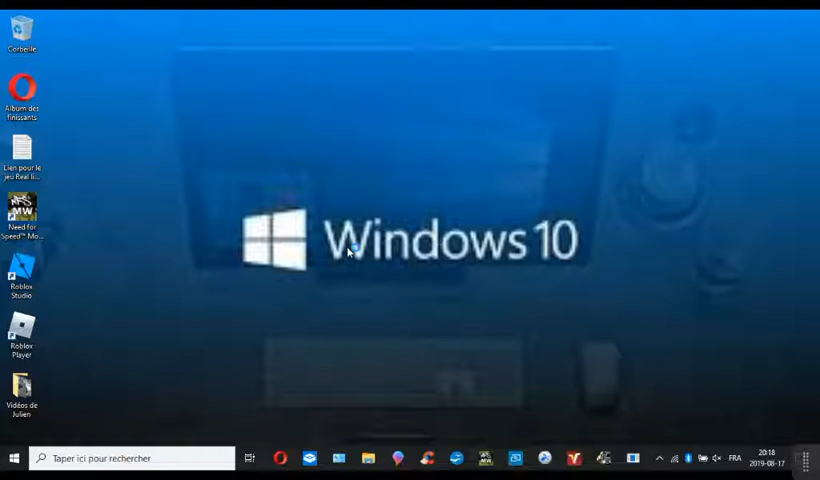 Corbeille
Album des
finissants
Lien pour le
jeu Real li...
Need for
Speed™ Mo...
Roblox
Studio
Roblox
Player
Vidéos de
Julien
Windows 10
Taper ici pour rechercher
FRA
20:18
2019-08-17